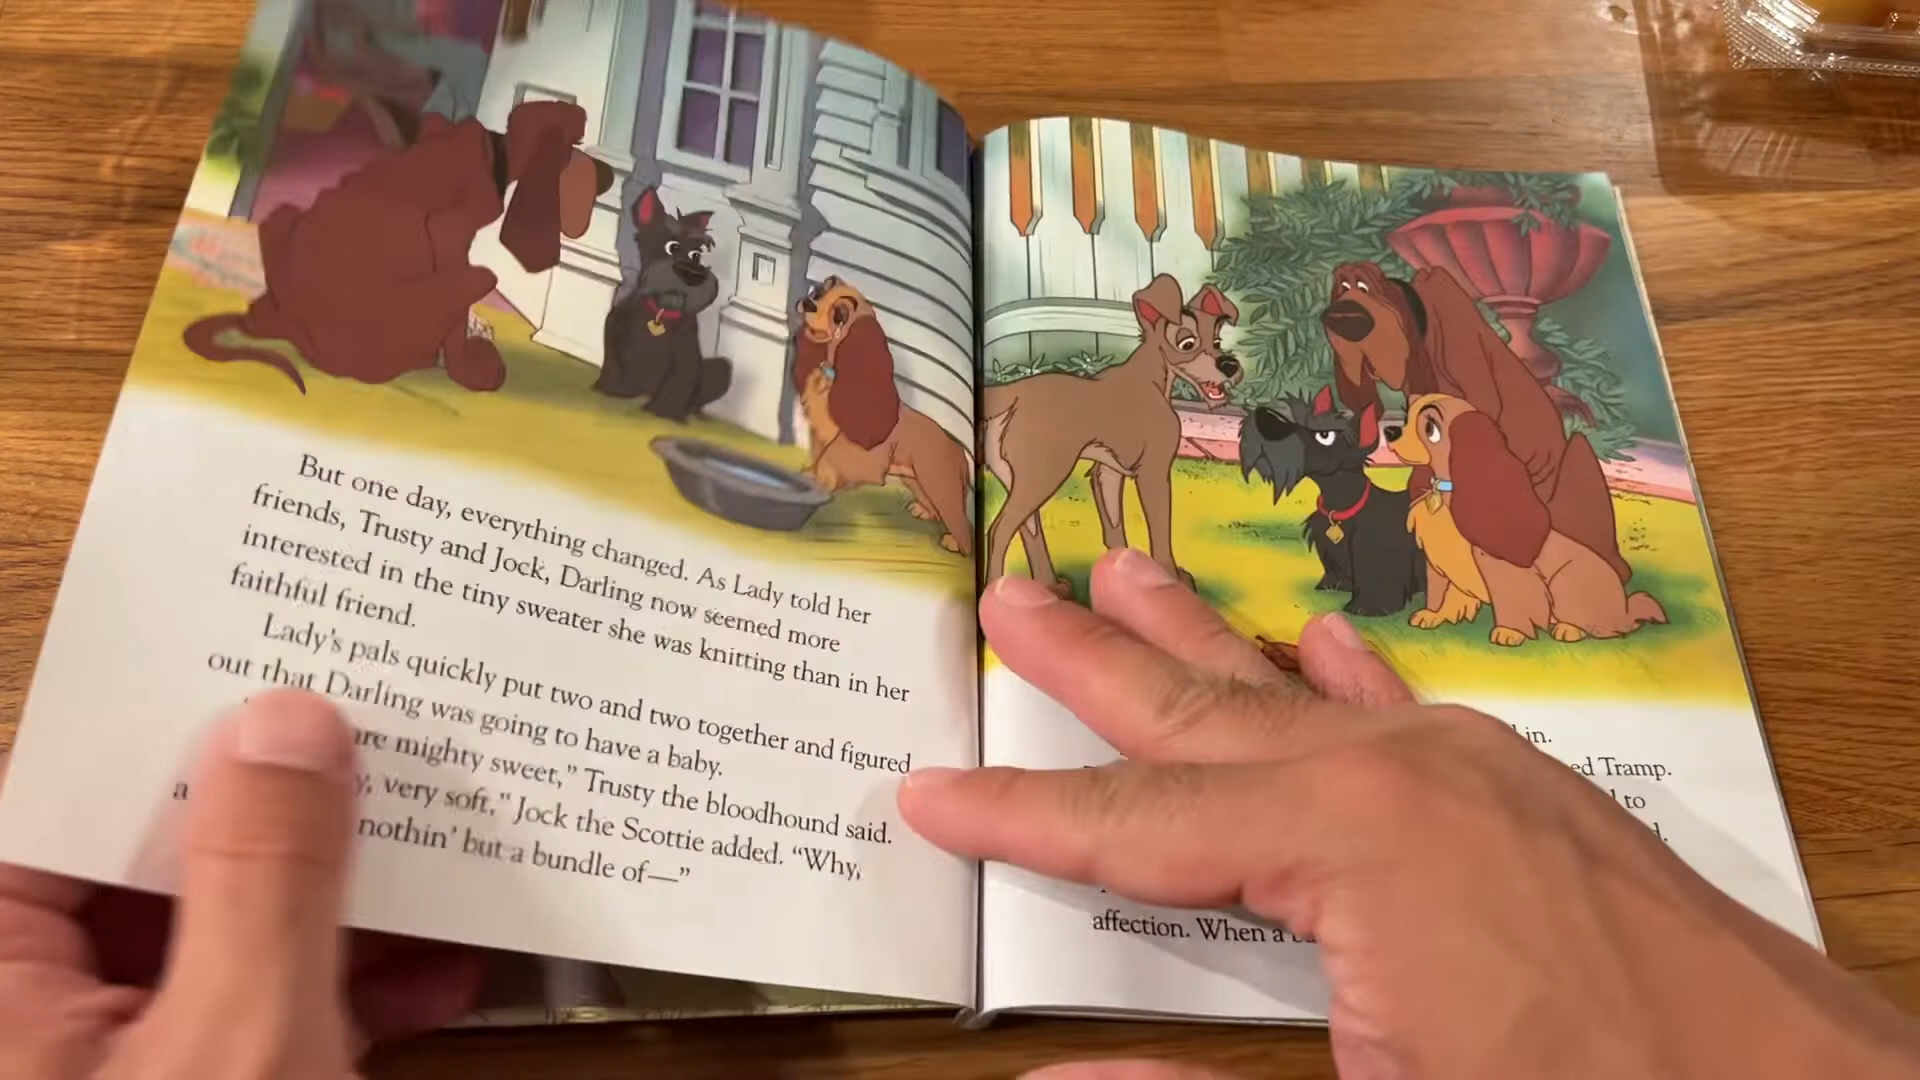 But one day, everything changed. As Lady told her
friends, Trusty and Jock, Darling now seemed more
interested in the tiny sweater she was knitting than in her
faithful friend.
Lady's pals quickly put two and two together and figured
out that Darling was going to have a baby.
are mighty sweet,” Trusty the bloodhound said.
very soft,” Jock the Scottie added. “Why,
a
nothin' but a bundle of—”
in.
ed Tramp.
to
affection. When a